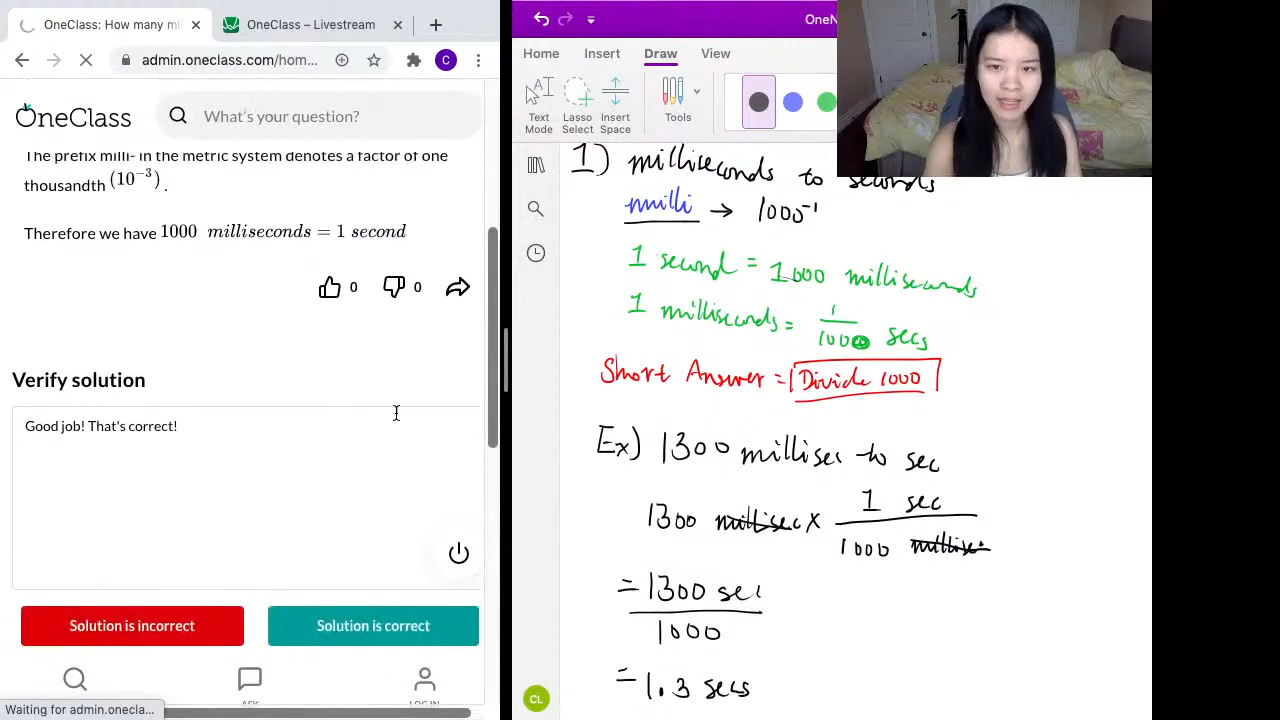 OneClass: How many mi
OneClass – Livestream
admin.oneclass.com/hom...
C
OneClass
What's your question?
The prefix milli- in the metric system denotes a factor of one
thousandth (10⁻³) .
Therefore we have 1000 milliseconds = 1 second
0
0
Verify solution
Good job! That's correct!
Solution is incorrect
Solution is correct
LOG IN
Waiting for admin.onecla...
OneN
Home Insert Draw View
Text
Mode
Lasso
Select
Insert
Space
Tools
1) milliseconds to seconds
milli → 1000⁻¹
1 second = 1000 milliseconds
1 milliseconds = 1/1000 secs
Short Answer = Divide 1000
Ex) 1300 millisec to sec
1300 millisec x 1 sec
1000 millisec
= 1300 sec
1000
= 1.3 secs
CL